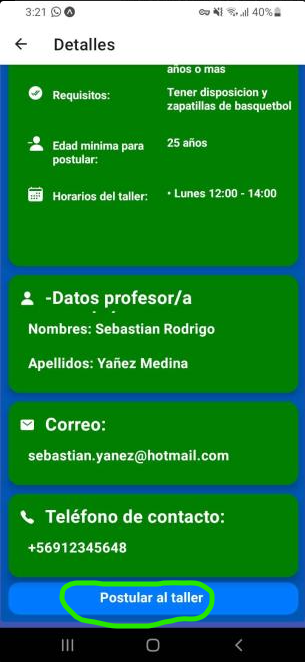 3:21 40%
Detalles
años o mas
Requisitos: Tener disposicion y
zapatillas de basquetbol
Edad minima para
postular: 25 años
Horarios del taller: • Lunes 12:00 - 14:00
-Datos profesor/a
Nombres: Sebastian Rodrigo
Apellidos: Yañez Medina
Correo:
sebastian.yanez@hotmail.com
Teléfono de contacto:
+56912345648
Postular al taller